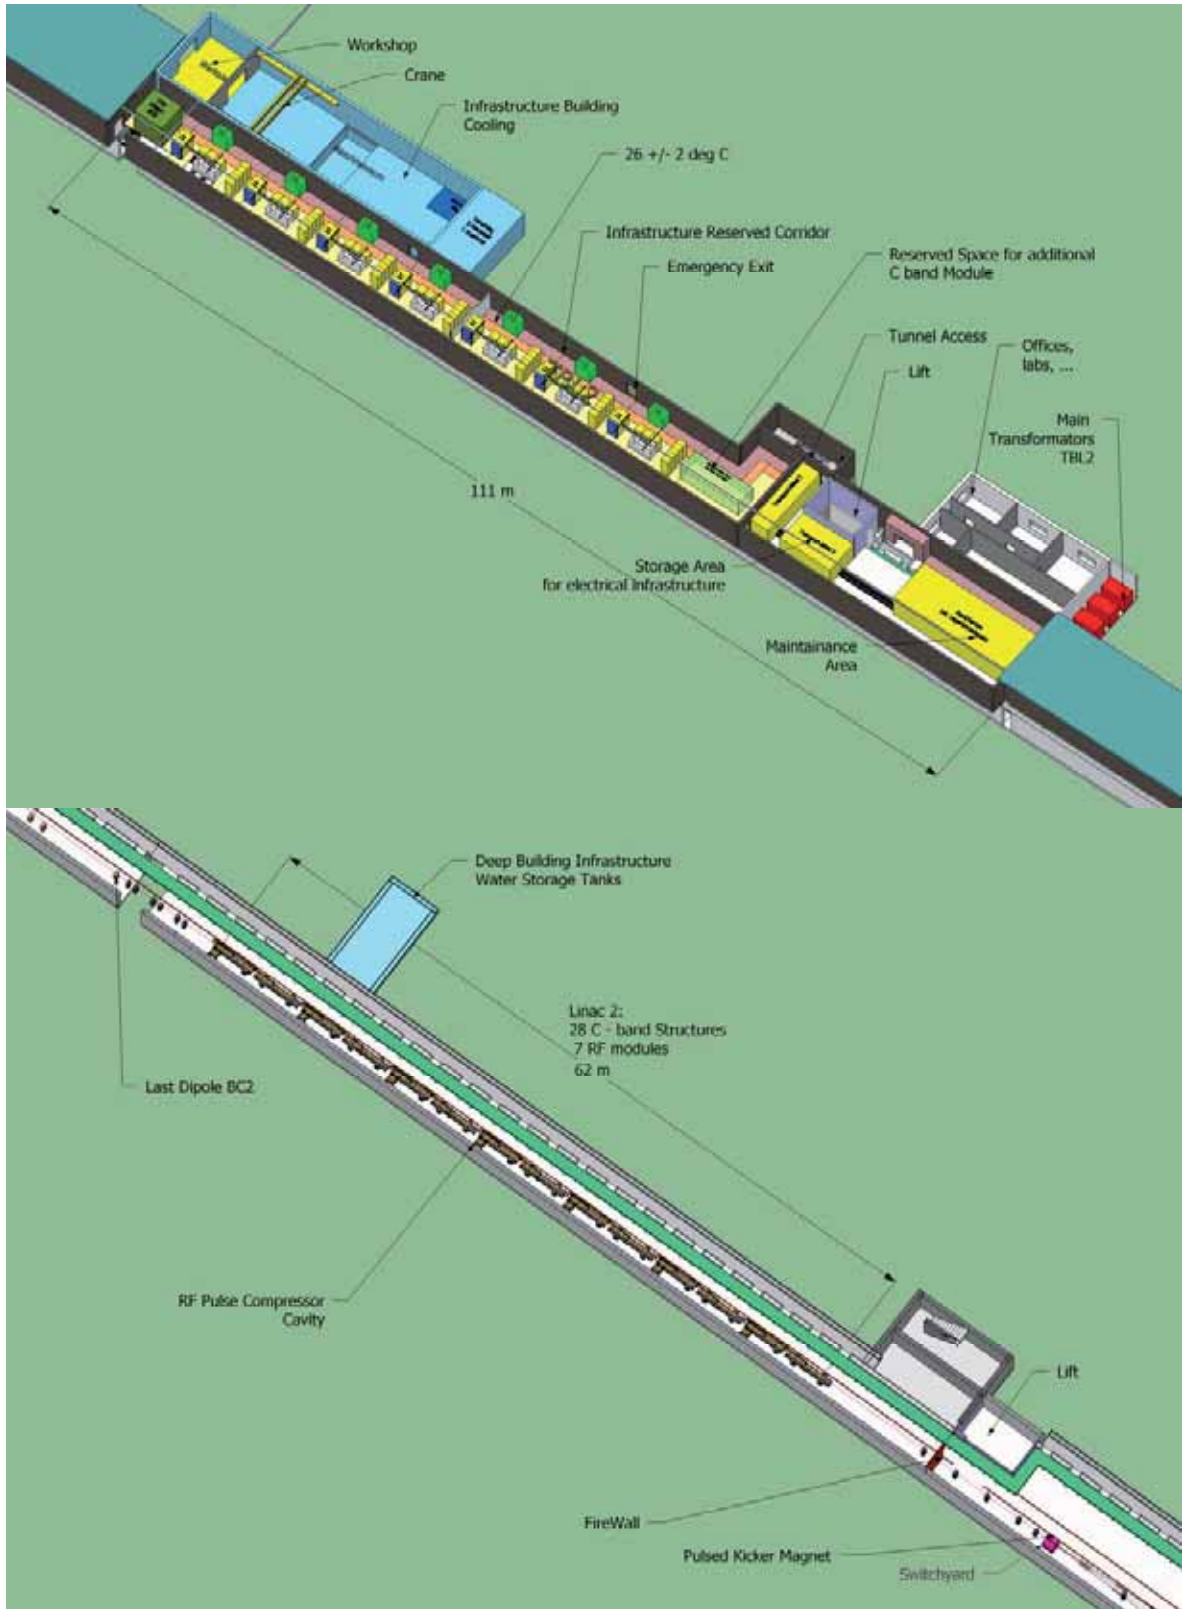 Workshop
Crane
Infrastructure Building
Cooling
26 +/- 2 deg C
Infrastructure Reserved Corridor
Emergency Exit
Reserved Space for additional
C band Module
Tunnel Access
Offices,
labs, ...
Lift
Main
Transformators
TBL2
111 m
Storage Area
for electrical Infrastructure
Maintainance
Area
Deep Building Infrastructure
Water Storage Tanks
Linac 2:
28 C - band Structures
7 RF modules
62 m
Last Dipole BC2
RF Pulse Compressor
Cavity
Lift
FireWall
Pulsed Kicker Magnet
Switchyard